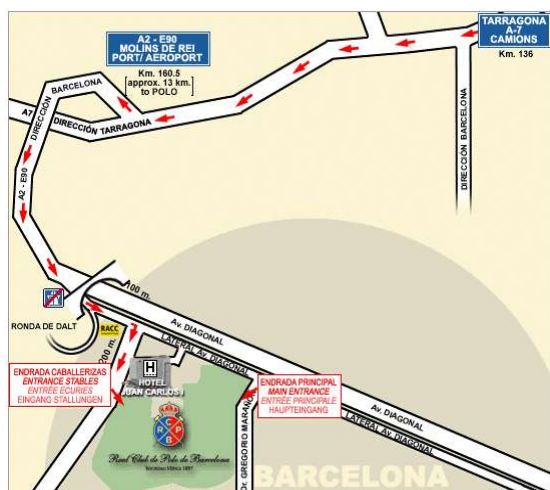 A2 - E90
MOLINS DE REI
PORT/ AEROPORT
Km. 160.5
approx. 13 km.
to POLO
TARRAGONA
A-7
CAMIONS
Km. 136
DIRECCIÓN BARCELONA
A7
DIRECCIÓN TARRAGONA
DIRECCIÓN BARCELONA
A2 - E90
100 m.
RONDA DE DALT
RACC
200 m.
Av. DIAGONAL
LATERAL AV. DIAGONAL
ENDRADA CABALLERIZAS
ENTRANCE STABLES
ENTRÉE ECURIES
EINGANG STALLUNGEN
H
HOTEL
JUAN CARLOS I
ENDRADA PRINCIPAL
MAIN ENTRANCE
ENTRÉE PRINCIPALE
HAUPTEINGANG
Av. DIAGONAL
LATERAL AV. DIAGONAL
Dr. GREGORIO MARAÑO
C
R P
B
Real Club de Polo de Barcelona
BARCELONA